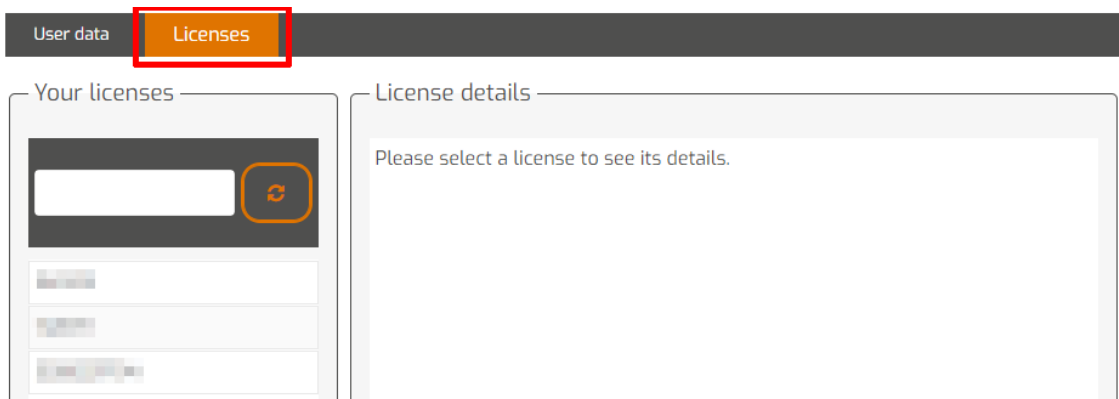 User data
Licenses
Your licenses
License details
Please select a license to see its details.